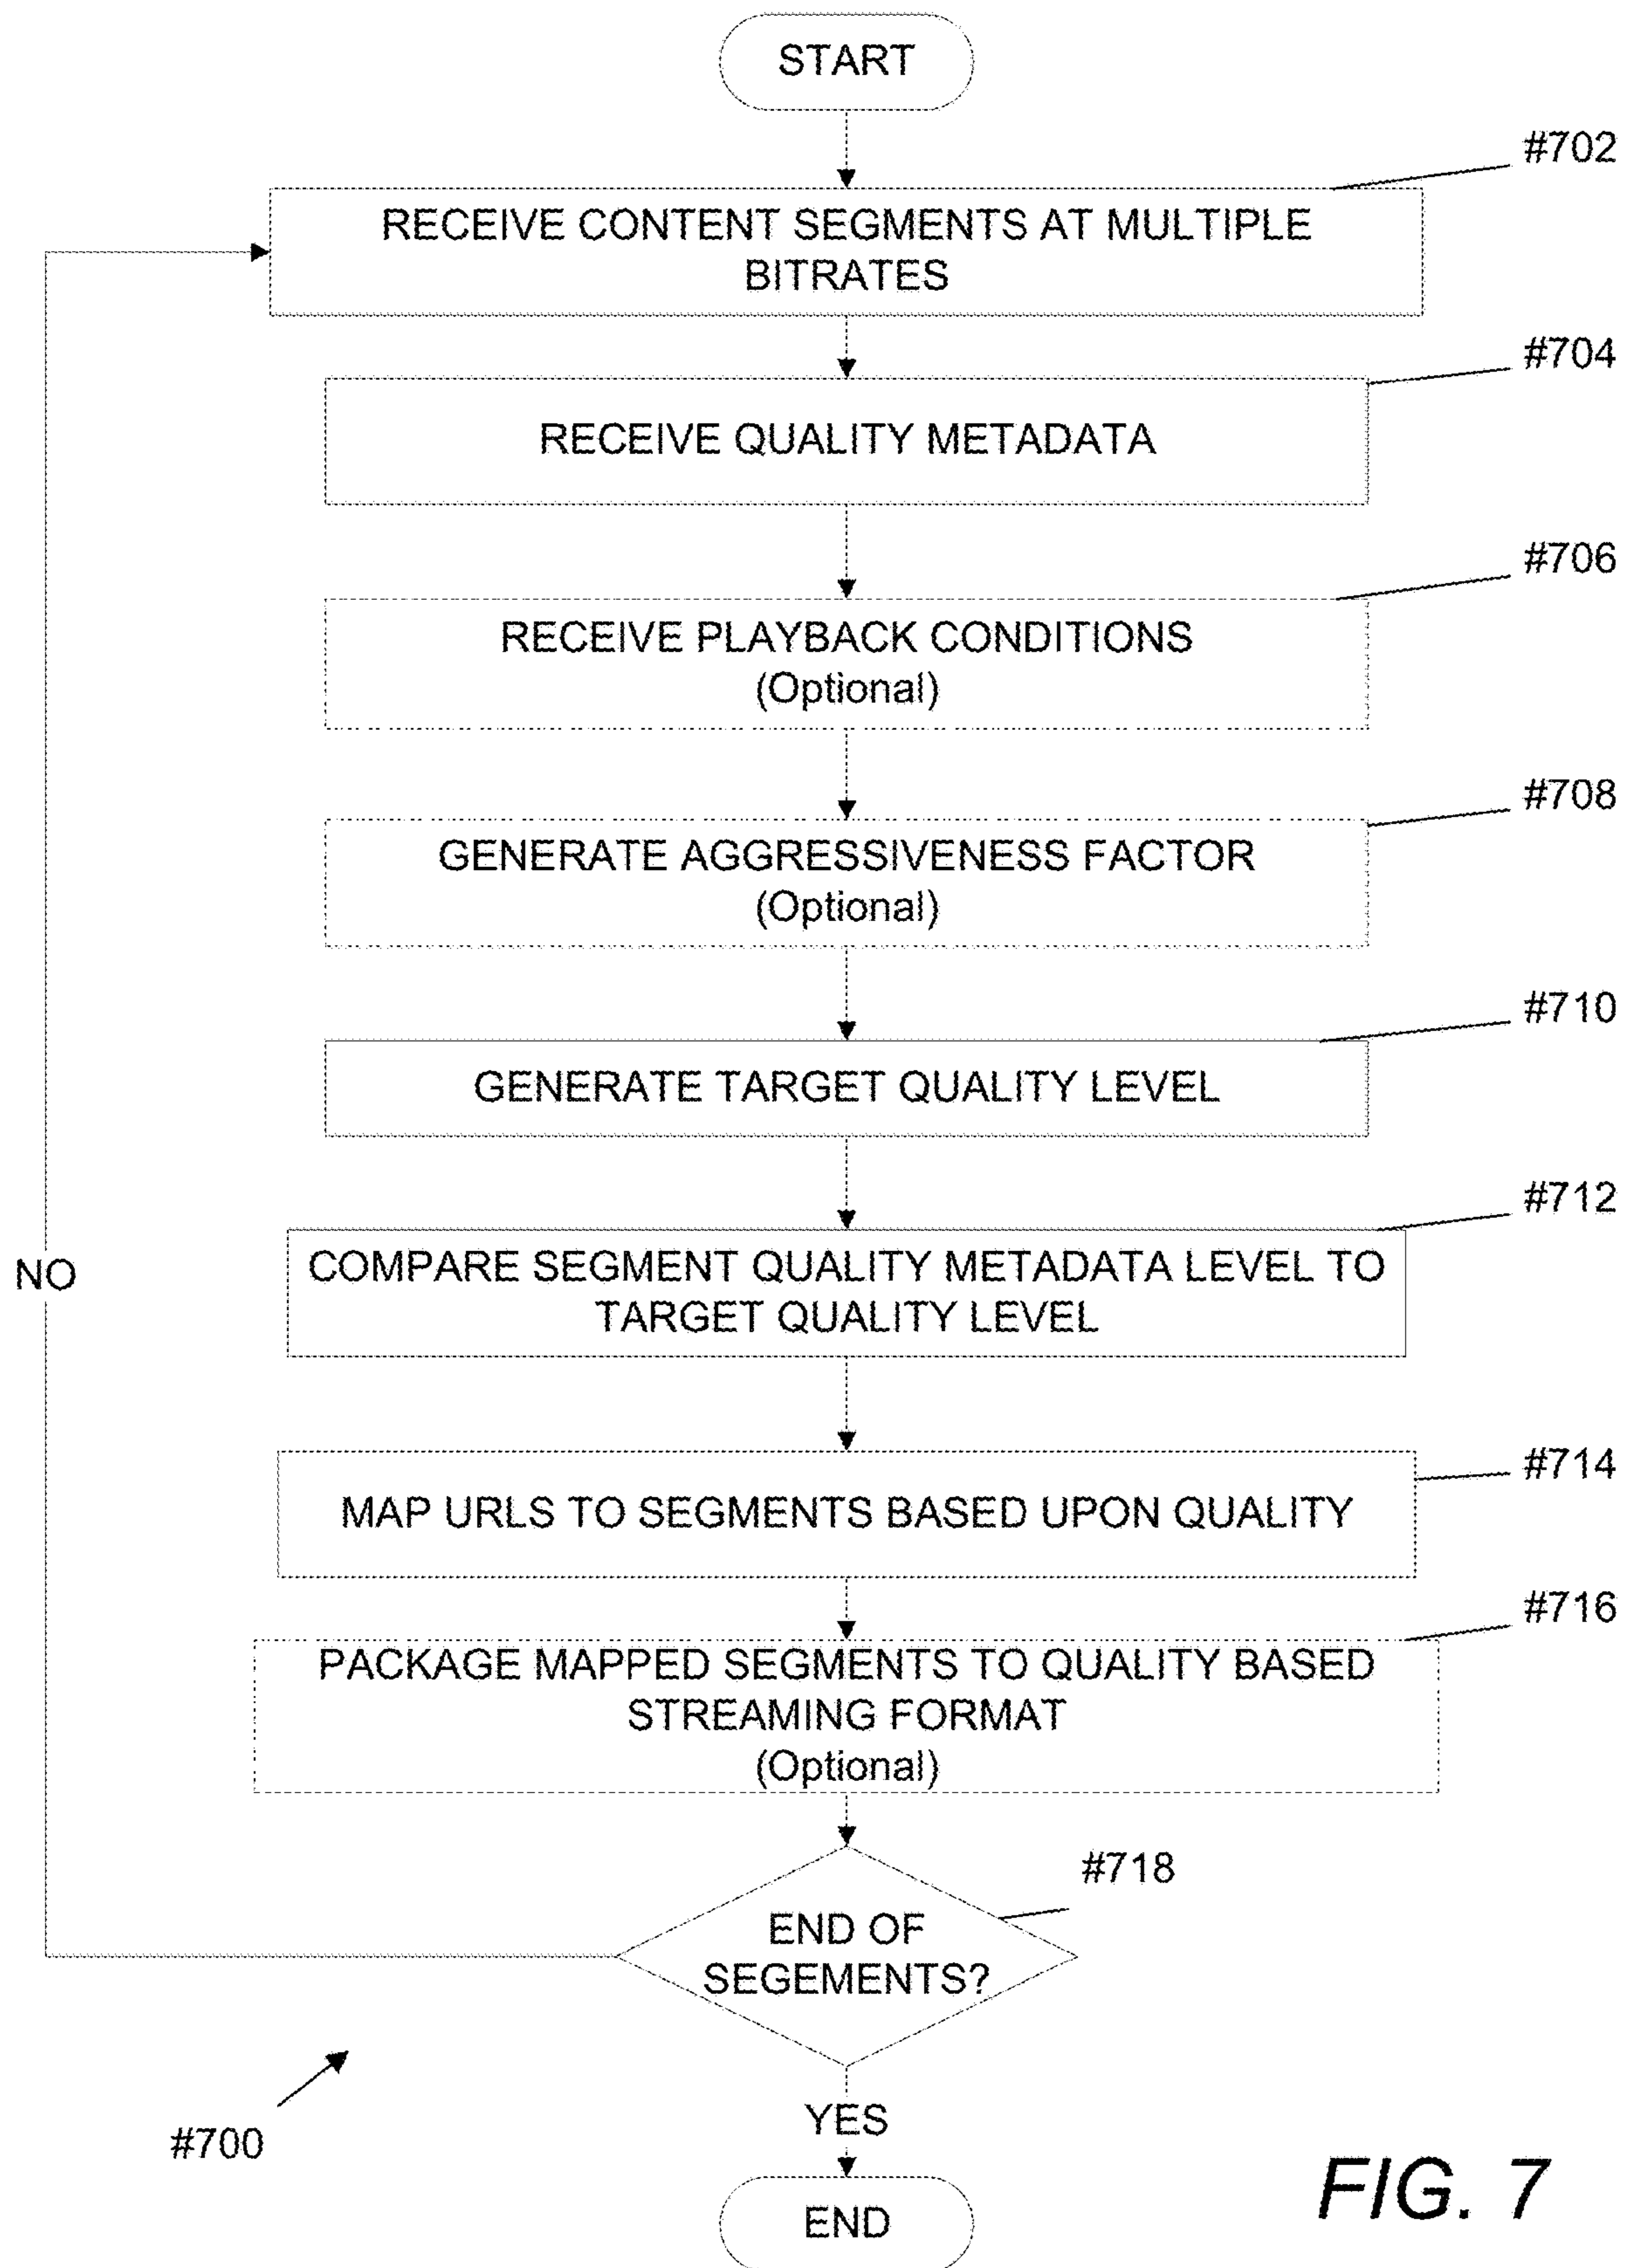 START
#702
RECEIVE CONTENT SEGMENTS AT MULTIPLE
BITRATES
#704
RECEIVE QUALITY METADATA
#706
RECEIVE PLAYBACK CONDITIONS
(Optional)
#708
GENERATE AGGRESSIVENESS FACTOR
(Optional)
#710
GENERATE TARGET QUALITY LEVEL
#712
COMPARE SEGMENT QUALITY METADATA LEVEL TO
TARGET QUALITY LEVEL
NO
#714
MAP URLS TO SEGMENTS BASED UPON QUALITY
#716
PACKAGE MAPPED SEGMENTS TO QUALITY BASED
STREAMING FORMAT
(Optional)
#718
END OF
SEGEMENTS?
YES
#700
END
FIG. 7